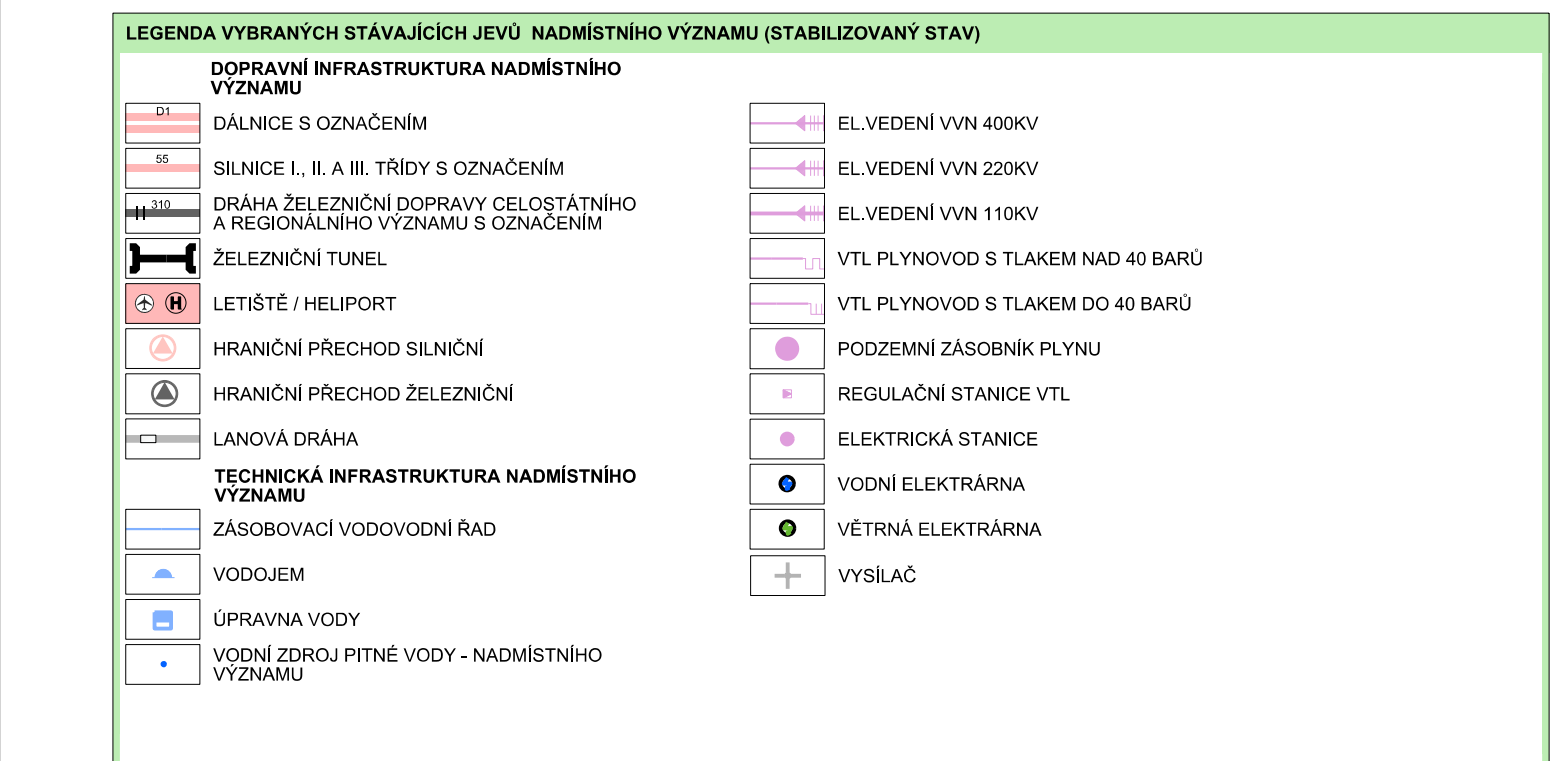 LEGENDA VYBRANÝCH STÁVAJÍCÍCH JEVŮ NADMÍSTNÍHO VÝZNAMU (STABILIZOVANÝ STAV)
DOPRAVNÍ INFRASTRUKTURA NADMÍSTNÍHO
VÝZNAMU
D1
DÁLNICE S OZNAČENÍM
55
SILNICE I., II. A III. TŘÍDY S OZNAČENÍM
310
DRÁHA ŽELEZNIČNÍ DOPRAVY CELOSTÁTNÍHO
A REGIONÁLNÍHO VÝZNAMU S OZNAČENÍM
ŽELEZNIČNÍ TUNEL
H
LETIŠTĚ / HELIPORT
HRANIČNÍ PŘECHOD SILNIČNÍ
HRANIČNÍ PŘECHOD ŽELEZNIČNÍ
LANOVÁ DRÁHA
TECHNICKÁ INFRASTRUKTURA NADMÍSTNÍHO
VÝZNAMU
ZÁSOBOVACÍ VODOVODNÍ ŘAD
VODOJEM
ÚPRAVNA VODY
VODNÍ ZDROJ PITNÉ VODY - NADMÍSTNÍHO
VÝZNAMU
EL.VEDENÍ VVN 400KV
EL.VEDENÍ VVN 220KV
EL.VEDENÍ VVN 110KV
VTL PLYNOVOD S TLAKEM NAD 40 BARŮ
VTL PLYNOVOD S TLAKEM DO 40 BARŮ
PODZEMNÍ ZÁSOBNÍK PLYNU
REGULAČNÍ STANICE VTL
ELEKTRICKÁ STANICE
VODNÍ ELEKTRÁRNA
VĚTRNÁ ELEKTRÁRNA
VYSÍLAČ